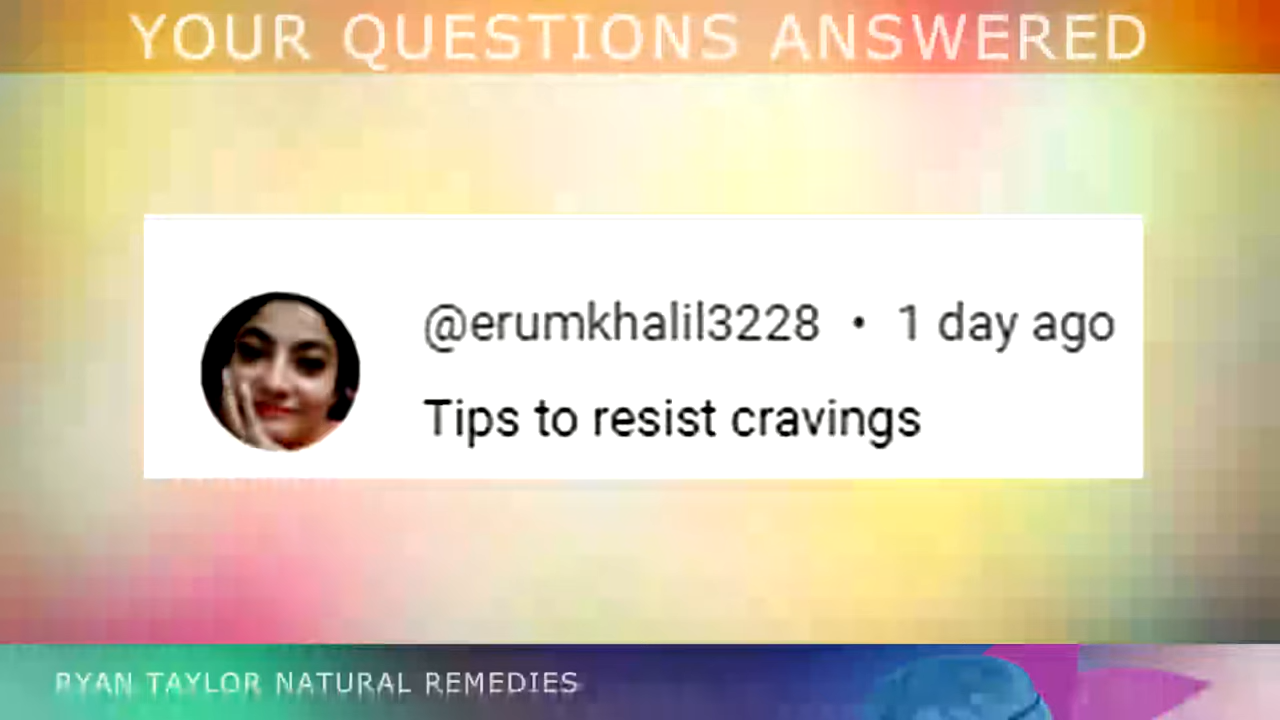 YOUR QUESTIONS ANSWERED
@erumkhalil3228 • 1 day ago
Tips to resist cravings
RYAN TAYLOR NATURAL REMEDIES